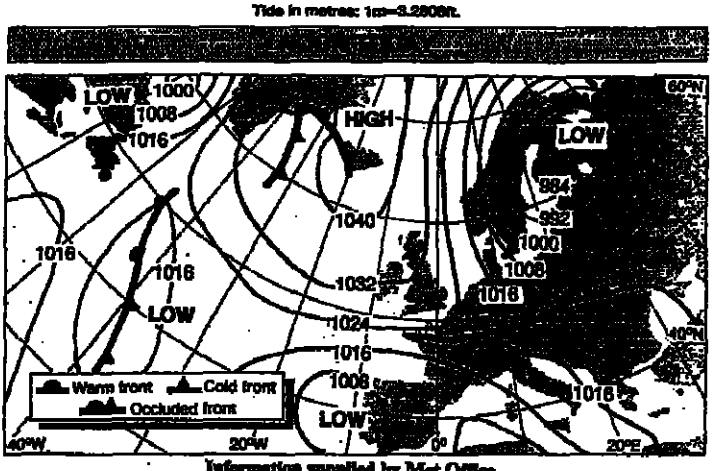 Tide in metres: 1m=3.2808ft.
LOW
1000
1008
1016
HIGH
60°N
LOW
984
992
1040
1000
1008
1016
1016
1016
1032
LOW
1024
1016
40°N
1008
1016
Warm front
Cold front
Occluded front
LOW
40°W
20°W
0°
20°E
Information supplied by Met Office